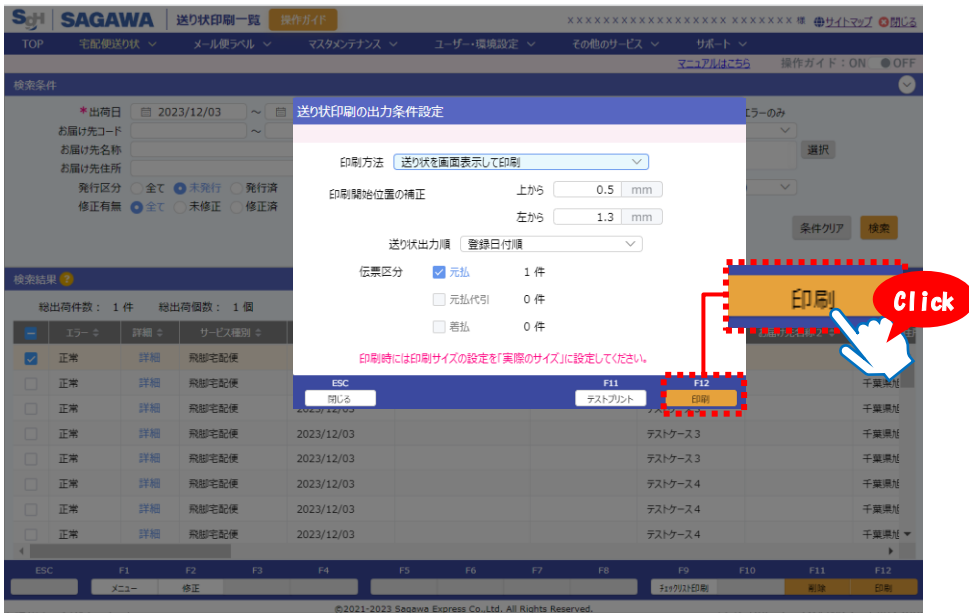 SGH SAGAWA 送り状印刷一覧 操作ガイド ××××××××××××××××××× ××××××× 様 サイトマップ 閉じる
TOP 宅配便送り状 メール便ラベル マスタメンテナンス ユーザー・環境設定 その他のサービス サポート
マニュアルはこちら 操作ガイド：ON OFF
検索条件
*出荷日 2023/12/03 ～
お届け先コード ～
お届け先名称
お届け先住所
発行区分 全て 未発行 発行済
修正有無 全て 未修正 修正済
エラーのみ
選択
条件クリア 検索
送り状印刷の出力条件設定
印刷方法 送り状を画面表示して印刷
印刷開始位置の補正 上から 0.5 mm
左から 1.3 mm
送り状出力順 登録日付順
伝票区分 元払 1 件
元払代引 0 件
着払 0 件
印刷時には印刷サイズの設定を「実際のサイズ」に設定してください。
ESC F11 F12
閉じる テストプリント 印刷
印刷
Click
検索結果 ?
総出荷件数： 1 件 総出荷個数： 1 個
エラー 詳細 サービス種別
正常 詳細 飛脚宅配便
正常 詳細 飛脚宅配便 千葉県旭
正常 詳細 飛脚宅配便 2023/12/03 千葉県旭
正常 詳細 飛脚宅配便 2023/12/03 テストケース3 千葉県旭
正常 詳細 飛脚宅配便 2023/12/03 テストケース3 千葉県旭
正常 詳細 飛脚宅配便 2023/12/03 テストケース4 千葉県旭
正常 詳細 飛脚宅配便 2023/12/03 テストケース4 千葉県旭
正常 詳細 飛脚宅配便 2023/12/03 テストケース4 千葉県旭
ESC F1 F2 F3 F4 F5 F6 F7 F8 F9 F10 F11 F12
メニュー 修正 チェックリスト印刷 削除 印刷
©2021-2023 Sagawa Express Co.,Ltd. All Rights Reserved.